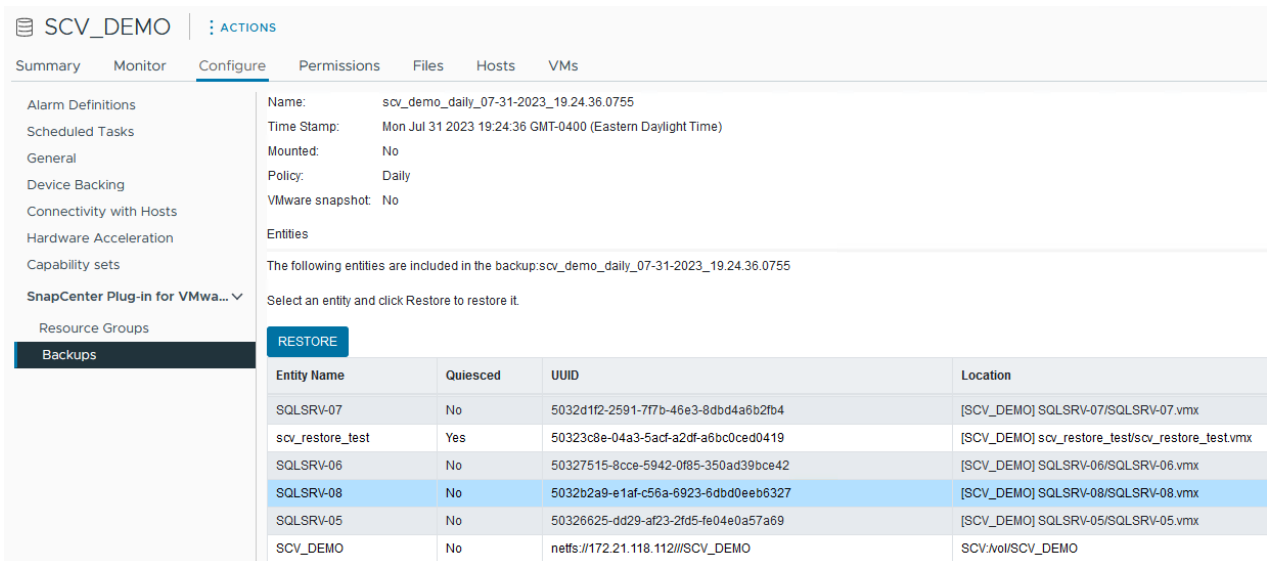 SCV_DEMO
ACTIONS
Summary Monitor Configure Permissions Files Hosts VMs
Alarm Definitions
Scheduled Tasks
General
Device Backing
Connectivity with Hosts
Hardware Acceleration
Capability sets
SnapCenter Plug-in for VMwa...
Resource Groups
Backups
Name: scv_demo_daily_07-31-2023_19.24.36.0755
Time Stamp: Mon Jul 31 2023 19:24:36 GMT-0400 (Eastern Daylight Time)
Mounted: No
Policy: Daily
VMware snapshot: No
Entities
The following entities are included in the backup:scv_demo_daily_07-31-2023_19.24.36.0755
Select an entity and click Restore to restore it.
RESTORE
Entity Name Quiesced UUID Location
SQLSRV-07 No 5032d1f2-2591-7f7b-46e3-8dbd4a6b2fb4 [SCV_DEMO] SQLSRV-07/SQLSRV-07.vmx
scv_restore_test Yes 50323c8e-04a3-5acf-a2df-a6bc0ced0419 [SCV_DEMO] scv_restore_test/scv_restore_test.vmx
SQLSRV-06 No 50327515-8cce-5942-0f85-350ad39bce42 [SCV_DEMO] SQLSRV-06/SQLSRV-06.vmx
SQLSRV-08 No 5032b2a9-e1af-c56a-6923-6dbd0eeb6327 [SCV_DEMO] SQLSRV-08/SQLSRV-08.vmx
SQLSRV-05 No 50326625-dd29-af23-2fd5-fe04e0a57a69 [SCV_DEMO] SQLSRV-05/SQLSRV-05.vmx
SCV_DEMO No netfs://172.21.118.112///SCV_DEMO SCV:/vol/SCV_DEMO